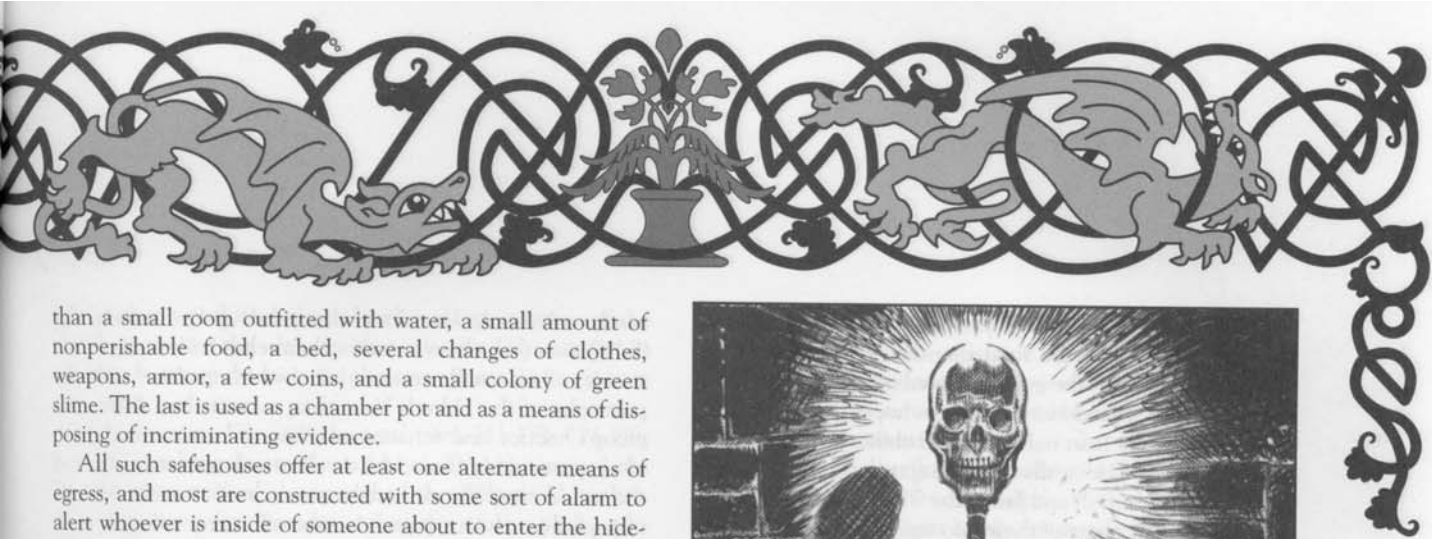 than a small room outfitted with water, a small amount of
nonperishable food, a bed, several changes of clothes,
weapons, armor, a few coins, and a small colony of green
slime. The last is used as a chamber pot and as a means of dis-
posing of incriminating evidence.
All such safehouses offer at least one alternate means of
egress, and most are constructed with some sort of alarm to
alert whoever is inside of someone about to enter the hide-